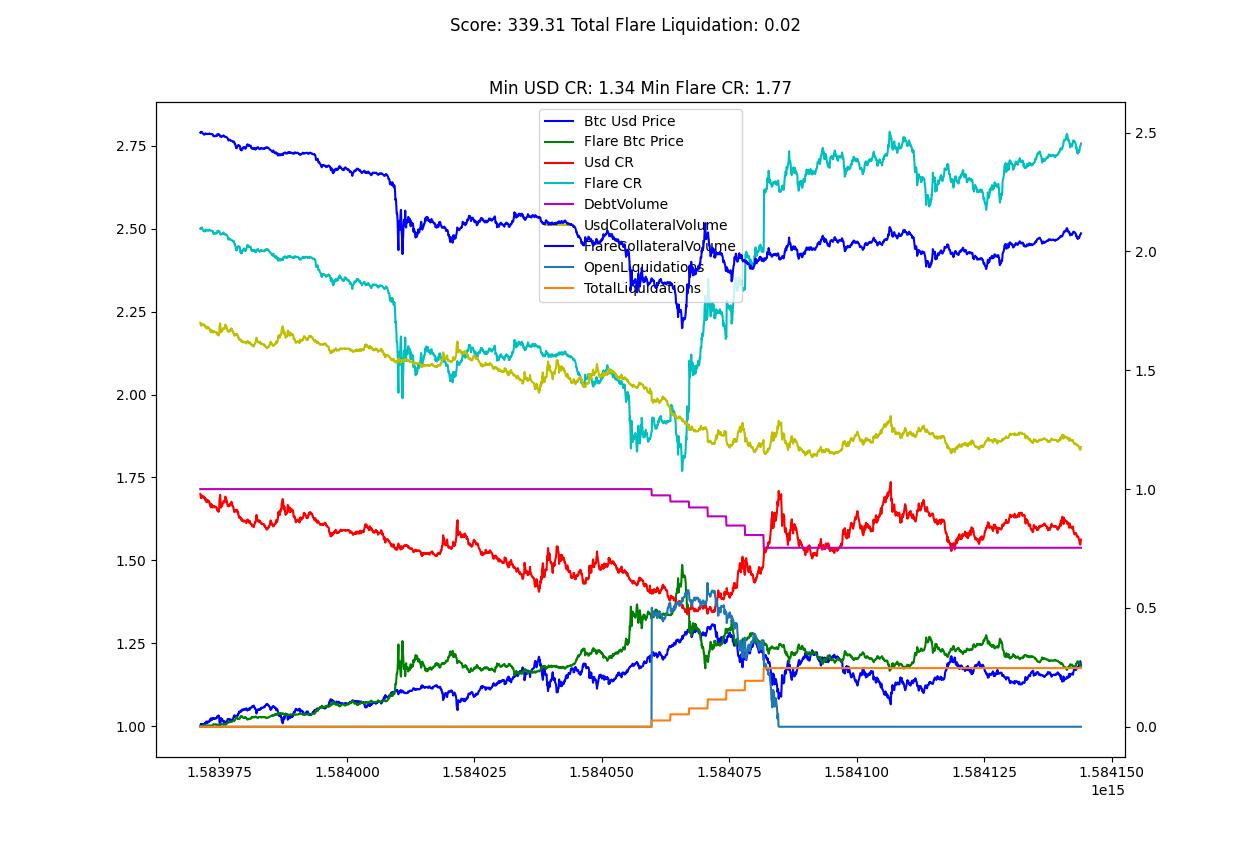 Score: 339.31 Total Flare Liquidation: 0.02
Min USD CR: 1.34 Min Flare CR: 1.77
Btc Usd Price
Flare Btc Price
Usd CR
Flare CR
DebtVolume
UsdCollateralVolume
FlareCollateralVolume
OpenLiquidations
TotalLiquidations
2.75
2.50
2.25
2.00
1.75
1.50
1.25
1.00
2.5
2.0
1.5
1.0
0.5
0.0
1.583975 1.584000 1.584025 1.584050 1.584075 1.584100 1.584125 1.584150
1e15